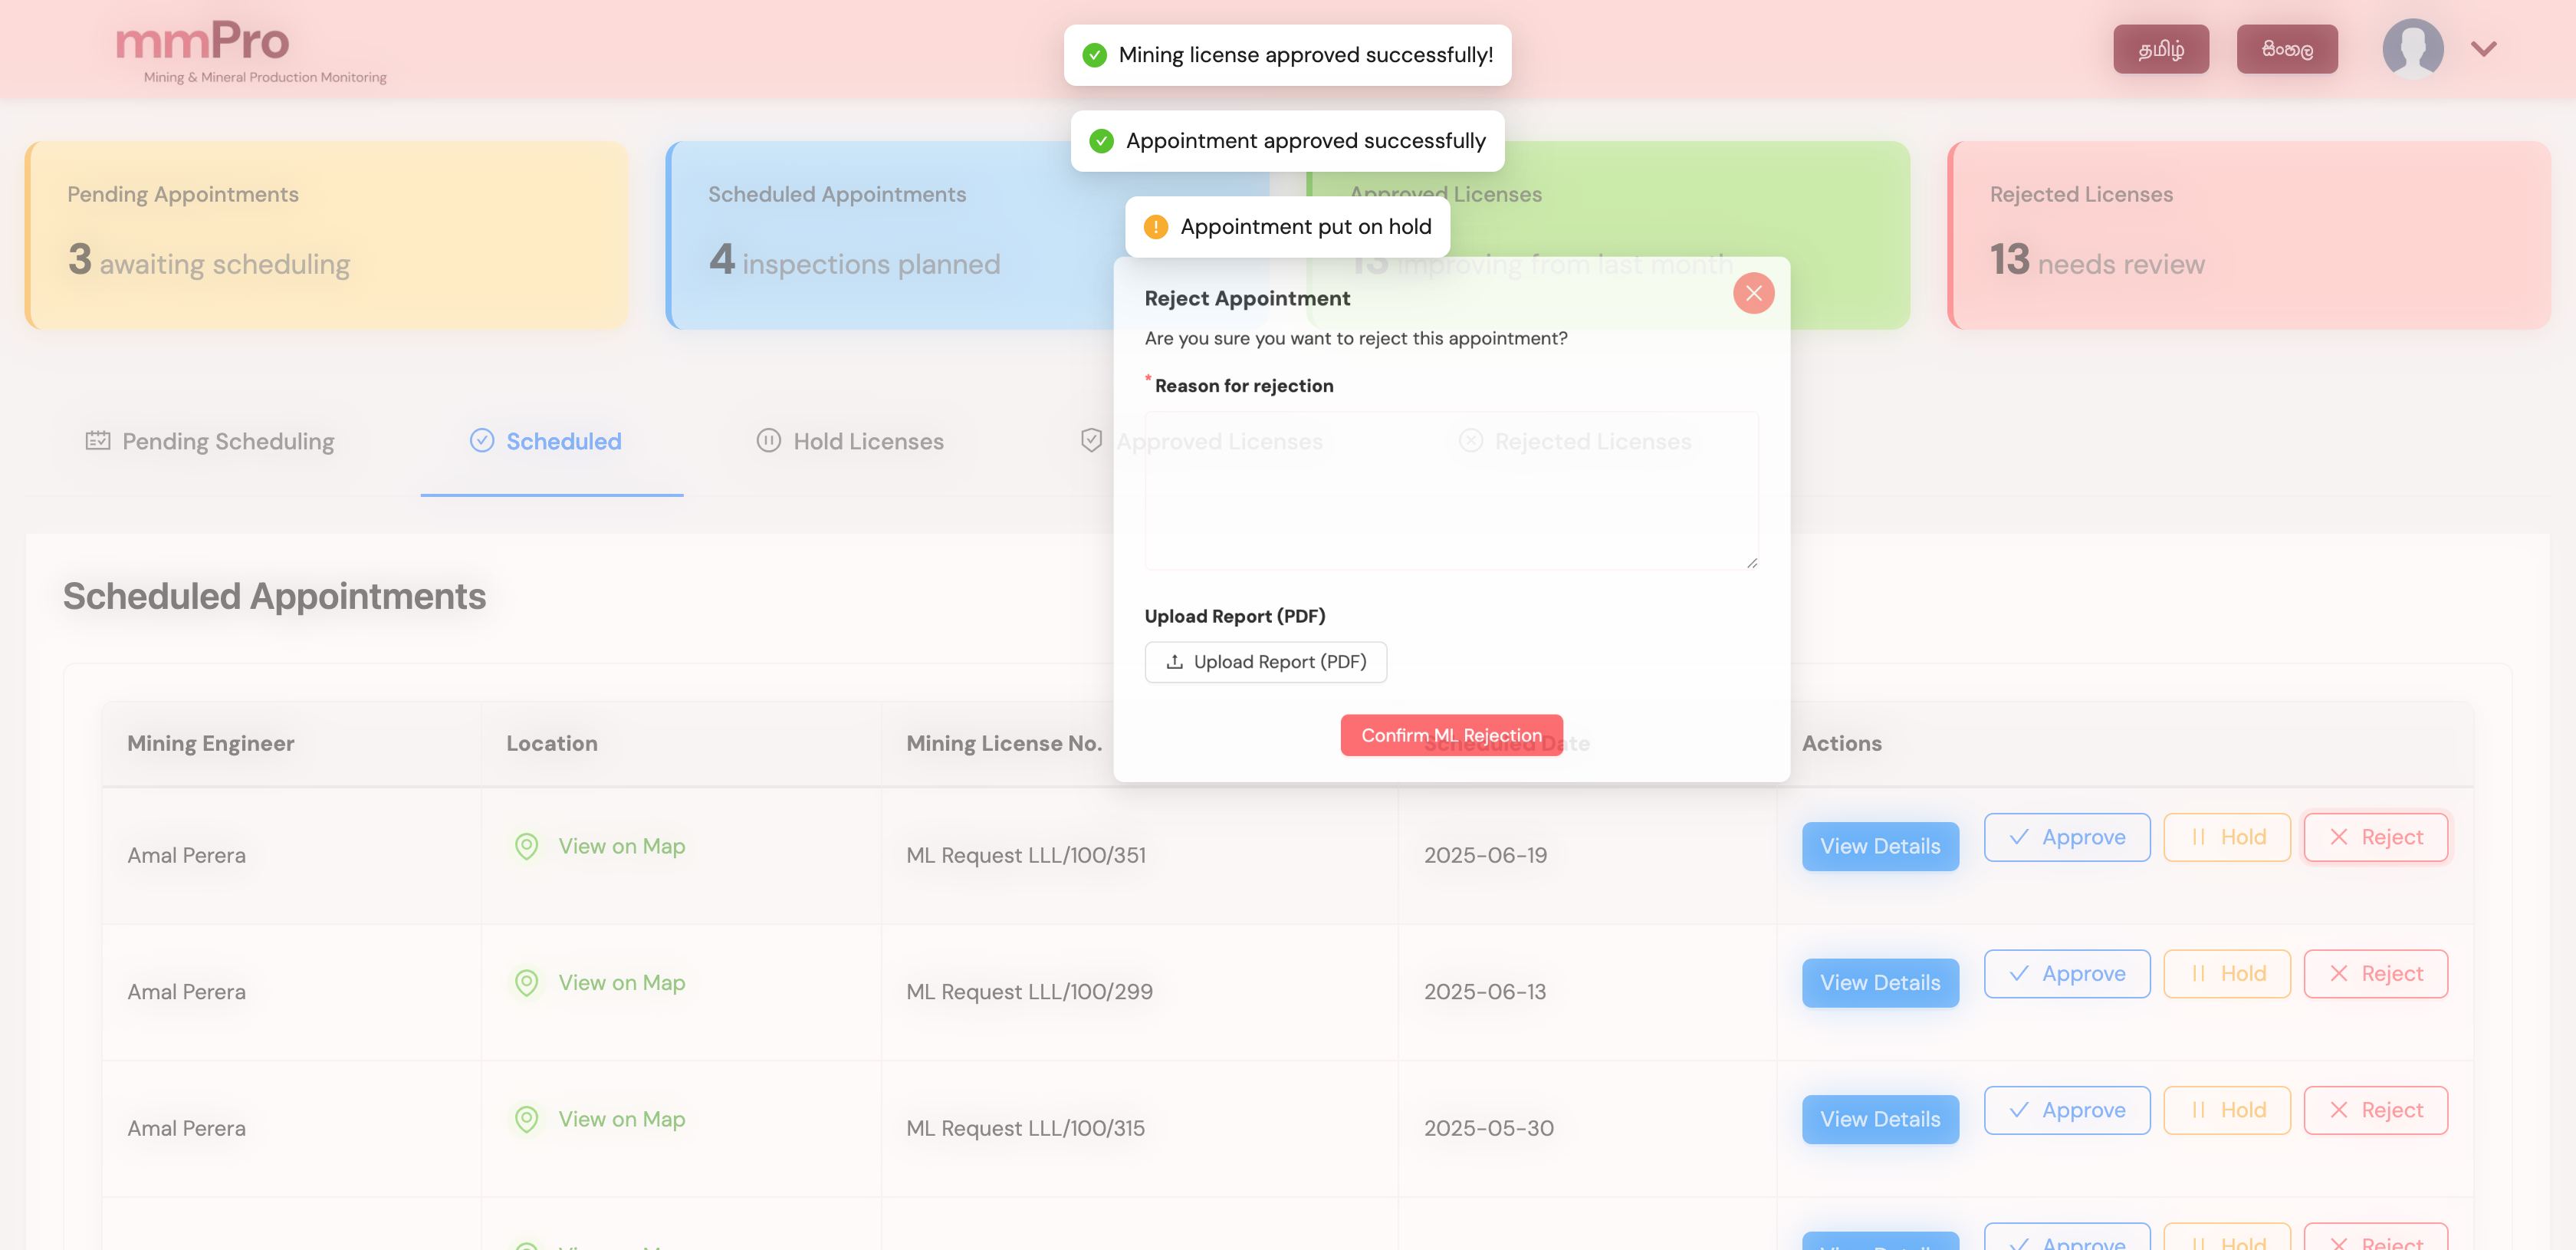 mmPro
Mining & Mineral Production Monitoring
Mining license approved successfully!
தமிழ்
සිංහල
Appointment approved successfully
Appointment put on hold
Pending Appointments
3 awaiting scheduling
Scheduled Appointments
4 inspections planned
Approved Licenses
13 improving from last month
Rejected Licenses
13 needs review
Reject Appointment
Are you sure you want to reject this appointment?
* Reason for rejection
Upload Report (PDF)
Upload Report (PDF)
Confirm ML Rejection
Pending Scheduling
Scheduled
Hold Licenses
Approved Licenses
Rejected Licenses
Scheduled Appointments
Mining Engineer Location Mining License No. Scheduled Date Actions
Amal Perera View on Map ML Request LLL/100/351 2025-06-19 View Details Approve Hold Reject
Amal Perera View on Map ML Request LLL/100/299 2025-06-13 View Details Approve Hold Reject
Amal Perera View on Map ML Request LLL/100/315 2025-05-30 View Details Approve Hold Reject
View on Map View Details Approve Hold Reject